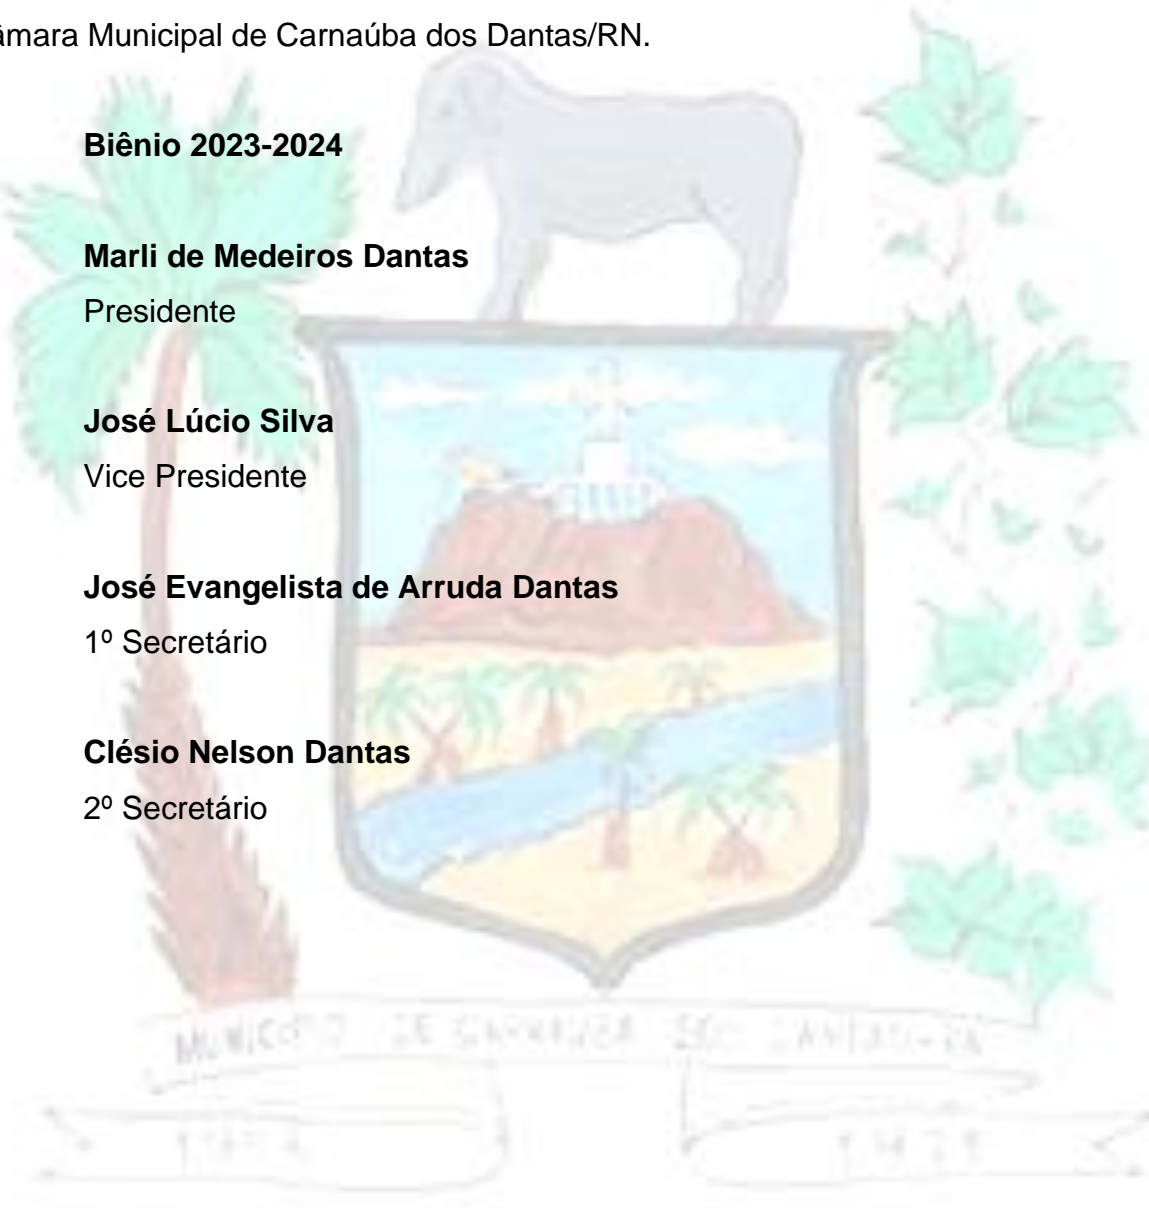 âmara Municipal de Carnaúba dos Dantas/RN.
Biênio 2023-2024
Marli de Medeiros Dantas
Presidente
José Lúcio Silva
Vice Presidente
José Evangelista de Arruda Dantas
1º Secretário
Clésio Nelson Dantas
2º Secretário